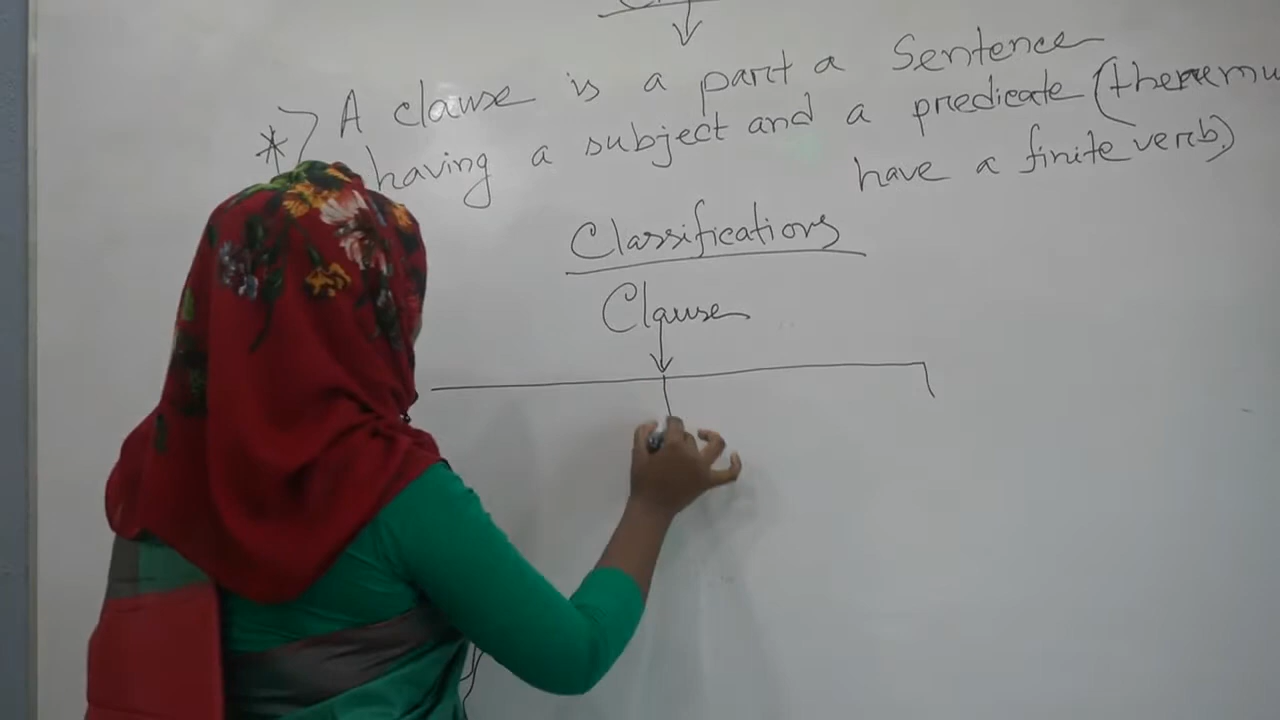 A clause is a part a Sentence
having a subject and a predicate (there mu
have a finite verb.)
Classifications
Clause